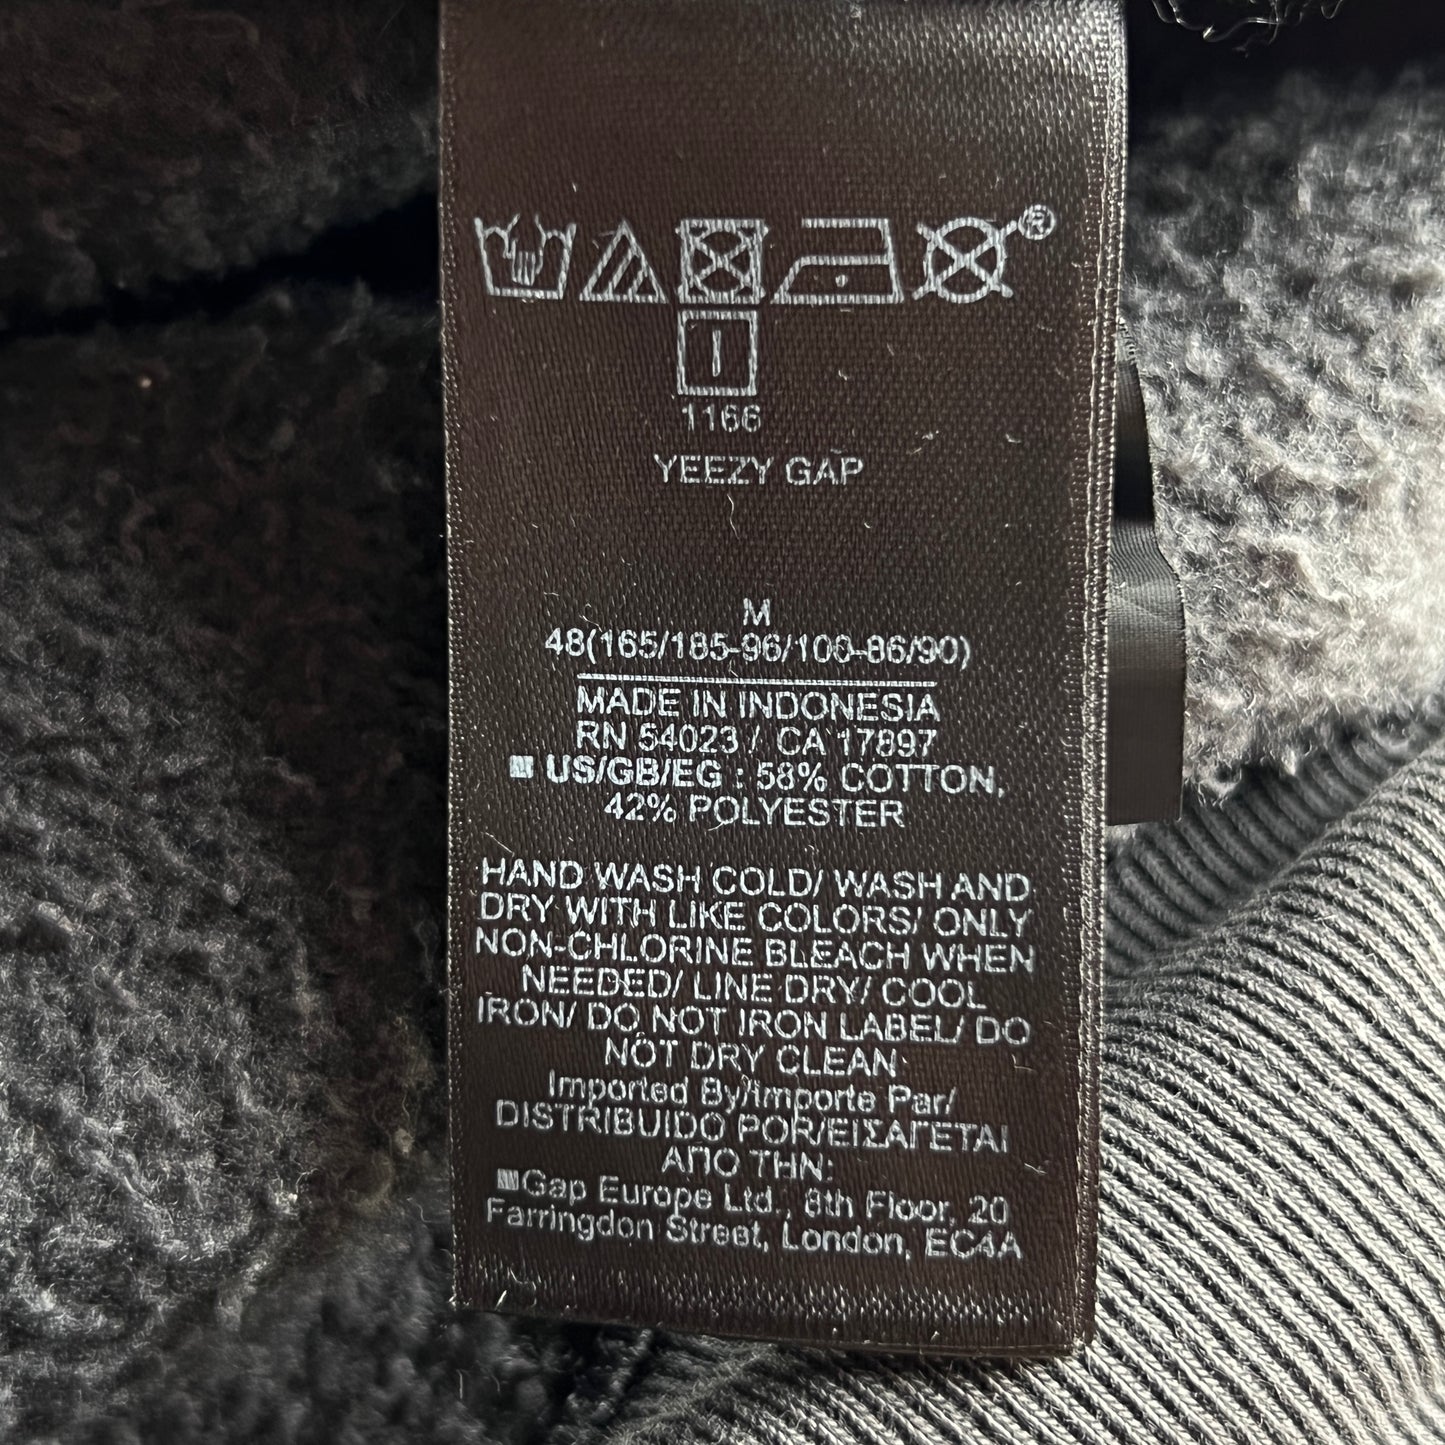 ®
I
1166
YEEZY GAP
M
48(165/185-96/100-86/90)
MADE IN INDONESIA
RN 54023 / CA 17897
US/GB/EG : 58% COTTON,
42% POLYESTER
HAND WASH COLD/ WASH AND
DRY WITH LIKE COLORS/ ONLY
NON-CHLORINE BLEACH WHEN
NEEDED/ LINE DRY/ COOL
IRON/ DO NOT IRON LABEL/ DO
NOT DRY CLEAN
Imported By/Importe Par/
DISTRIBUIDO POR/ΕΙΣΑΓΕΤΑΙ
ΑΠΟ ΤΗΝ:
Gap Europe Ltd., 8th Floor, 20
Farringdon Street, London, EC4A